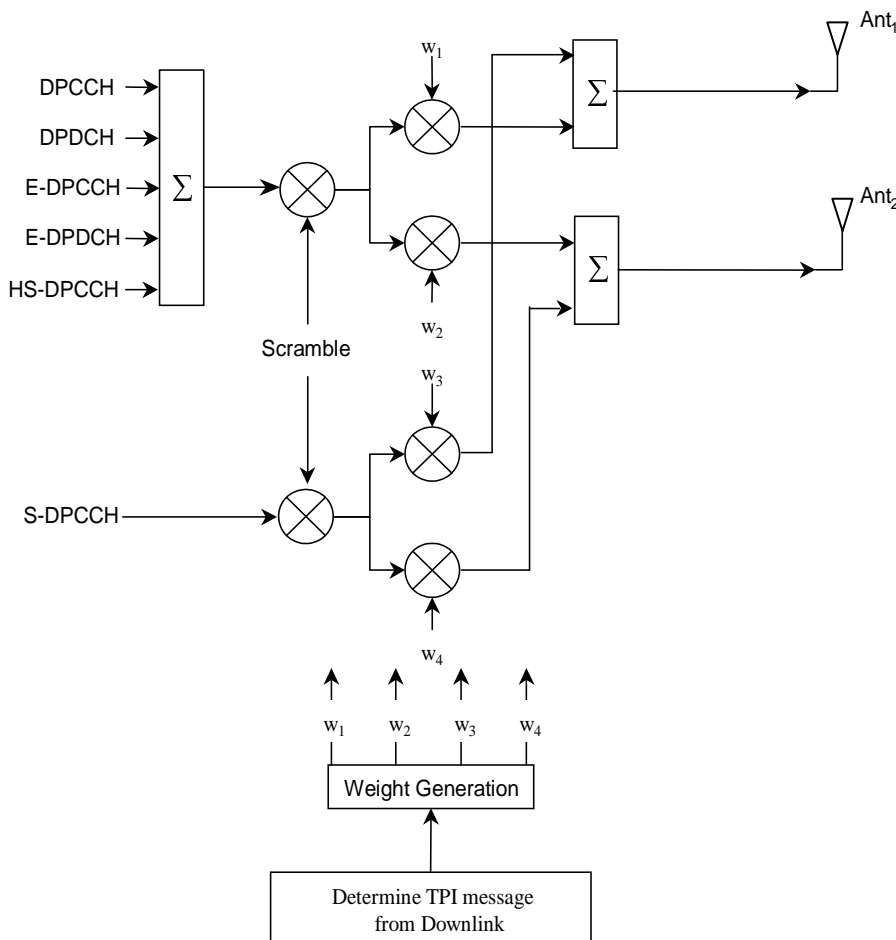 Ant1
w1
DPCCH
Σ
DPDCH
E-DPCCH
Σ
Ant2
E-DPDCH
Σ
HS-DPCCH
w2
Scramble
w3
S-DPCCH
w4
w1 w2 w3 w4
Weight Generation
Determine TPI message
from Downlink